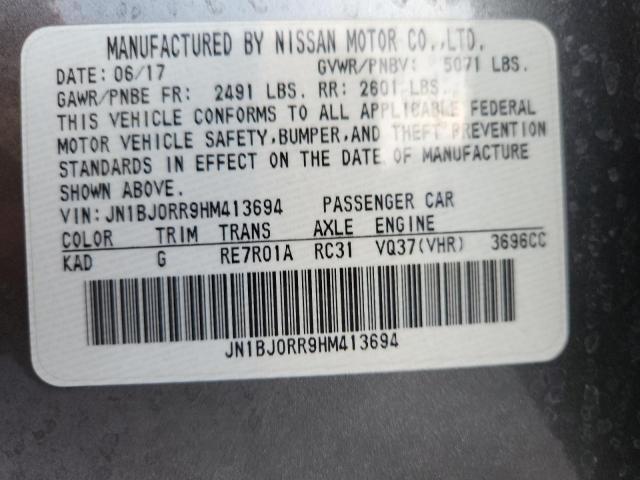 MANUFACTURED BY NISSAN MOTOR CO.,LTD.
DATE: 06/17 GVWR/PNBV: 5071 LBS.
GAWR/PNBE FR: 2491 LBS. RR: 2601 LBS.
THIS VEHICLE CONFORMS TO ALL APPLICABLE FEDERAL
MOTOR VEHICLE SAFETY,BUMPER,AND THEFT PREVENTION
STANDARDS IN EFFECT ON THE DATE OF MANUFACTURE
SHOWN ABOVE.
VIN: JN1BJ0RR9HM413694 PASSENGER CAR
COLOR TRIM TRANS AXLE ENGINE
KAD G RE7R01A RC31 VQ37(VHR) 3696CC
JN1BJ0RR9HM413694